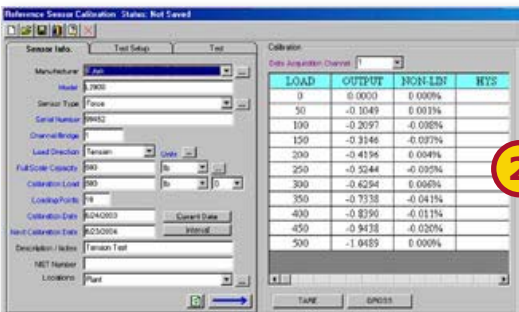 Reference Sensor Calibration Status: Not Saved
Sensor Info. Test Setup Test
Manufacturer
Model L2900
Sensor Type Force
Serial Number 99452
Channel/Bridge 1
Load Direction Tension Units ...
Full Scale Capacity 500 lb ...
Calibration Load 500 lb 0
Loading Points 10
Calibration Date 6/24/2003 Current Date
Next Calibration Date 6/23/2004 Interval
Description / Notes Tension Test
NIST Number
Locations Plant ...
Calibration
Data Acquisition Channel 1
LOAD OUTPUT NON-LIN HYS
0 0.0000 0.000%
50 -0.1049 0.001%
100 -0.2097 -0.008%
150 -0.3146 -0.007%
200 -0.4196 0.004%
250 -0.5244 -0.005%
300 -0.6294 0.006%
350 -0.7338 -0.041%
400 -0.8390 -0.011%
450 -0.9438 -0.020%
500 -1.0489 0.000%
TARE GROSS
2